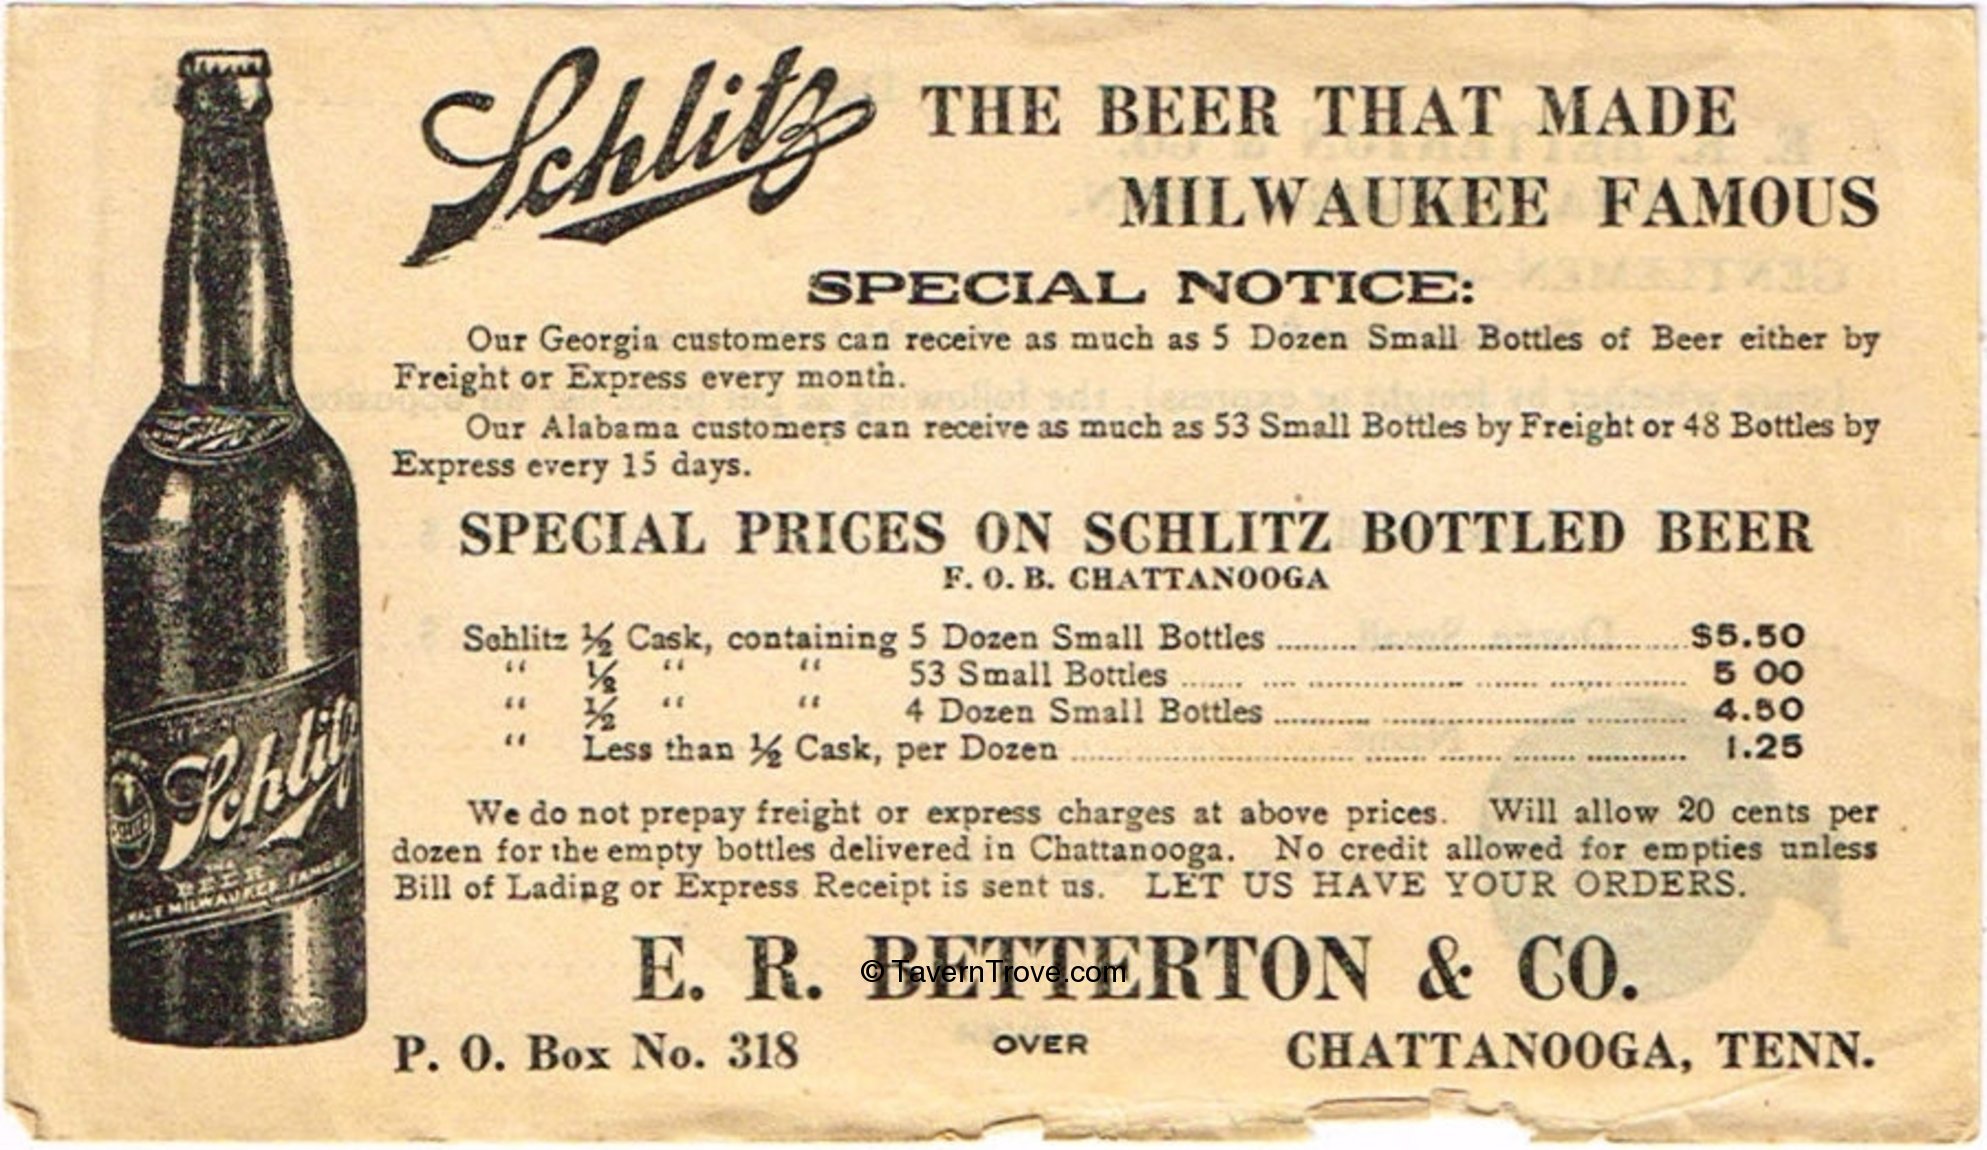 Schlitz THE BEER THAT MADE
MILWAUKEE FAMOUS
SPECIAL NOTICE:
Our Georgia customers can receive as much as 5 Dozen Small Bottles of Beer either by
Freight or Express every month.
Our Alabama customers can receive as much as 53 Small Bottles by Freight or 48 Bottles by
Express every 15 days.
SPECIAL PRICES ON SCHLITZ BOTTLED BEER
F. O. B. CHATTANOOGA
Schlitz ½ Cask, containing 5 Dozen Small Bottles ........ $5.50
“ ½ “ “ 53 Small Bottles ........ 5 00
“ ½ “ “ 4 Dozen Small Bottles ........ 4.50
“ Less than ½ Cask, per Dozen ........ 1.25
We do not prepay freight or express charges at above prices. Will allow 20 cents per
dozen for the empty bottles delivered in Chattanooga. No credit allowed for empties unless
Bill of Lading or Express Receipt is sent us. LET US HAVE YOUR ORDERS.
E. R. BETTERTON & CO.
© TavernTrove.com
P. O. Box No. 318 OVER CHATTANOOGA, TENN.
Schlitz
Schlitz
THE
BEER
THAT MILWAUKEE FAMOUS